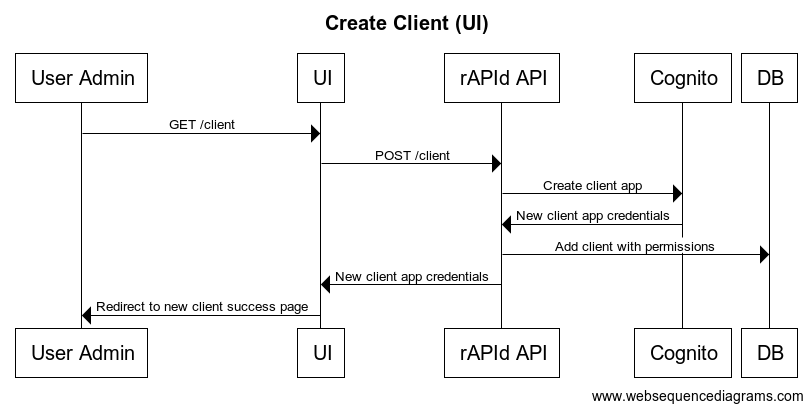 Create Client (UI)
User Admin
UI
rAPId API
Cognito
DB
GET /client
POST /client
Create client app
New client app credentials
Add client with permissions
New client app credentials
Redirect to new client success page
User Admin
UI
rAPId API
Cognito
DB
www.websequencediagrams.com